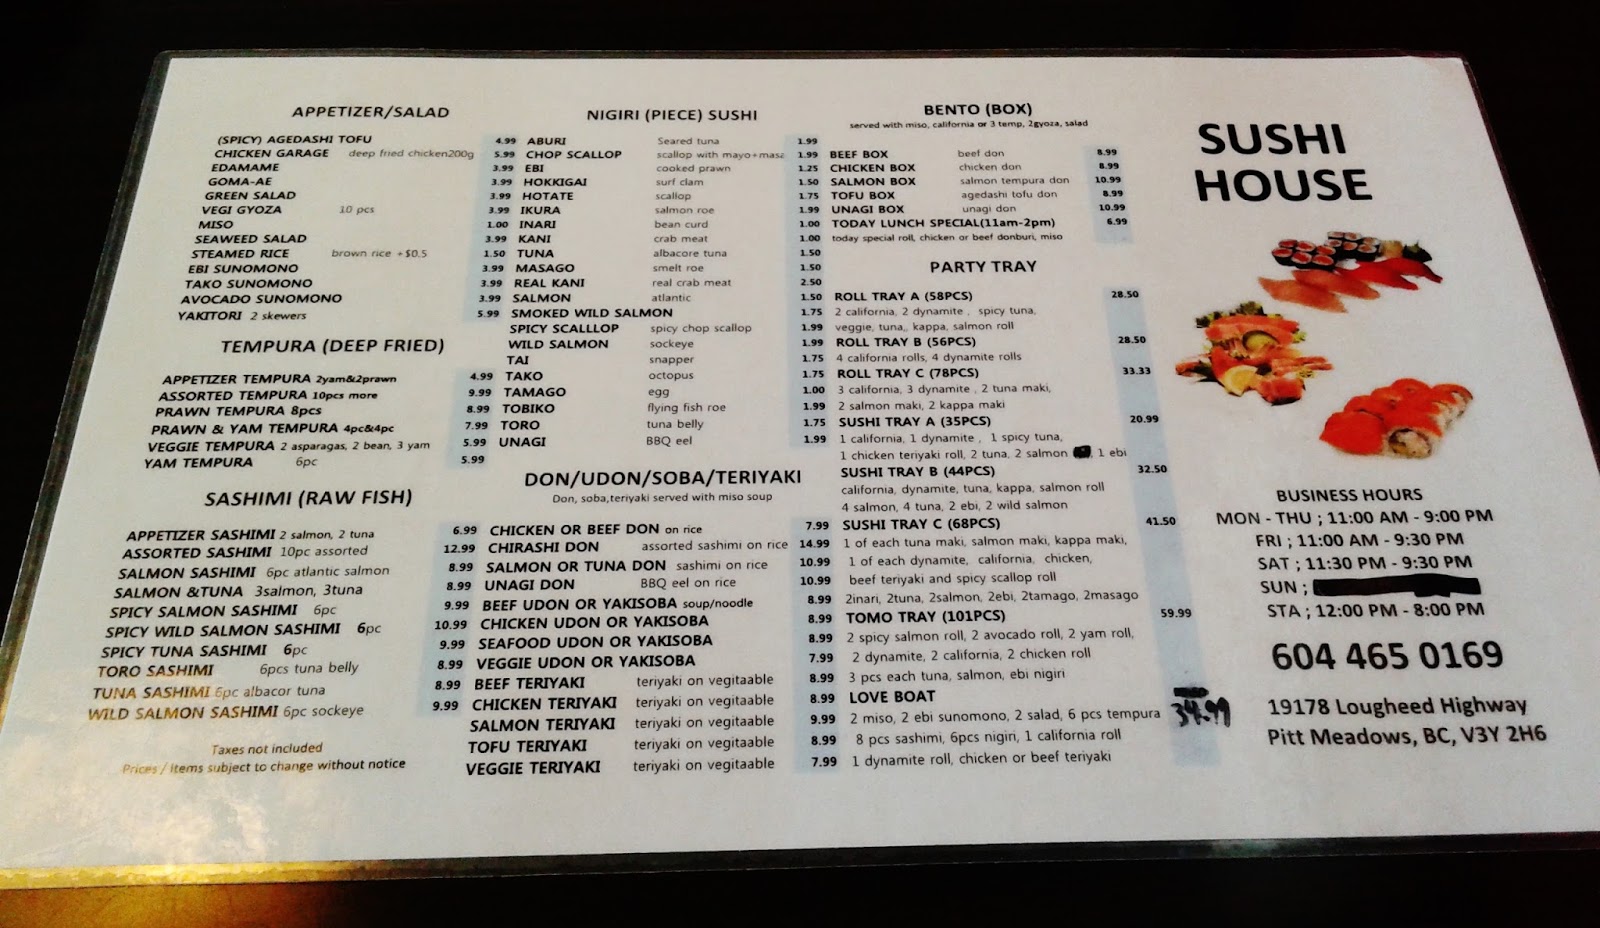 APPETIZER/SALAD
(SPICY) AGEDASHI TOFU 4.99
CHICKEN GARAGE deep fried chicken200g 5.99
EDAMAME 3.99
GOMA-AE 3.99
GREEN SALAD 3.99
VEGI GYOZA 10 pcs 3.99
MISO 1.00
SEAWEED SALAD 3.99
STEAMED RICE brown rice +$0.5 1.50
EBI SUNOMONO 3.99
TAKO SUNOMONO 3.99
AVOCADO SUNOMONO 3.99
YAKITORI 2 skewers 5.99
TEMPURA (DEEP FRIED)
APPETIZER TEMPURA 2yam&2prawn 4.99
ASSORTED TEMPURA 10pcs more 9.99
PRAWN TEMPURA 8pcs 8.99
PRAWN & YAM TEMPURA 4pc&4pc 7.99
VEGGIE TEMPURA 2 asparagas, 2 bean, 3 yam 5.99
YAM TEMPURA 6pc 5.99
SASHIMI (RAW FISH)
APPETIZER SASHIMI 2 salmon, 2 tuna 6.99
ASSORTED SASHIMI 10pc assorted 12.99
SALMON SASHIMI 6pc atlantic salmon 8.99
SALMON &TUNA 3salmon, 3tuna 8.99
SPICY SALMON SASHIMI 6pc 9.99
SPICY WILD SALMON SASHIMI 6pc 10.99
SPICY TUNA SASHIMI 6pc 9.99
TORO SASHIMI 6pcs tuna belly 8.99
TUNA SASHIMI 6pc albacor tuna 8.99
WILD SALMON SASHIMI 6pc sockeye 9.99
Taxes not included
Prices / Items subject to change without notice
NIGIRI (PIECE) SUSHI
ABURI Seared tuna 1.99
CHOP SCALLOP scallop with mayo+masa 1.99
EBI cooked prawn 1.25
HOKKIGAI surf clam 1.50
HOTATE scallop 1.75
IKURA salmon roe 1.99
INARI bean curd 1.00
KANI crab meat 1.00
TUNA albacore tuna 1.50
MASAGO smelt roe 1.50
REAL KANI real crab meat 2.50
SALMON atlantic 1.50
SMOKED WILD SALMON 1.75
SPICY SCALLLOP spicy chop scallop 1.99
WILD SALMON sockeye 1.99
TAI snapper 1.75
TAKO octopus 1.75
TAMAGO egg 1.00
TOBIKO flying fish roe 1.99
TORO tuna belly 1.75
UNAGI BBQ eel 1.99
DON/UDON/SOBA/TERIYAKI
Don, soba,teriyaki served with miso soup
CHICKEN OR BEEF DON on rice 7.99
CHIRASHI DON assorted sashimi on rice 14.99
SALMON OR TUNA DON sashimi on rice 10.99
UNAGI DON BBQ eel on rice 10.99
BEEF UDON OR YAKISOBA soup/noodle 8.99
CHICKEN UDON OR YAKISOBA 8.99
SEAFOOD UDON OR YAKISOBA 8.99
VEGGIE UDON OR YAKISOBA 7.99
BEEF TERIYAKI teriyaki on vegitaable 8.99
CHICKEN TERIYAKI teriyaki on vegitaable 8.99
SALMON TERIYAKI teriyaki on vegitaable 9.99
TOFU TERIYAKI teriyaki on vegitaable 8.99
VEGGIE TERIYAKI teriyaki on vegitaable 7.99
BENTO (BOX)
served with miso, california or 3 temp, 2gyoza, salad
BEEF BOX beef don 8.99
CHICKEN BOX chicken don 8.99
SALMON BOX salmon tempura don 10.99
TOFU BOX agedashi tofu don 8.99
UNAGI BOX unagi don 10.99
TODAY LUNCH SPECIAL(11am-2pm) 6.99
today special roll, chicken or beef donburi, miso
PARTY TRAY
ROLL TRAY A (58PCS) 28.50
2 california, 2 dynamite , spicy tuna,
veggie, tuna,, kappa, salmon roll
ROLL TRAY B (56PCS) 28.50
4 california rolls, 4 dynamite rolls
ROLL TRAY C (78PCS) 33.33
3 california, 3 dynamite , 2 tuna maki,
2 salmon maki, 2 kappa maki
SUSHI TRAY A (35PCS) 20.99
1 california, 1 dynamite , 1 spicy tuna,
1 chicken teriyaki roll, 2 tuna, 2 salmon , 1 ebi
SUSHI TRAY B (44PCS) 32.50
california, dynamite, tuna, kappa, salmon roll
4 salmon, 4 tuna, 2 ebi, 2 wild salmon
SUSHI TRAY C (68PCS) 41.50
1 of each tuna maki, salmon maki, kappa maki,
1 of each dynamite, california, chicken,
beef teriyaki and spicy scallop roll
2inari, 2tuna, 2salmon, 2ebi, 2tamago, 2masago
TOMO TRAY (101PCS) 59.99
2 spicy salmon roll, 2 avocado roll, 2 yam roll,
2 dynamite, 2 california, 2 chicken roll
3 pcs each tuna, salmon, ebi nigiri
LOVE BOAT 34.99
2 miso, 2 ebi sunomono, 2 salad, 6 pcs tempura
8 pcs sashimi, 6pcs nigiri, 1 california roll
1 dynamite roll, chicken or beef teriyaki
SUSHI
HOUSE
BUSINESS HOURS
MON - THU ; 11:00 AM - 9:00 PM
FRI ; 11:00 AM - 9:30 PM
SAT ; 11:30 PM - 9:30 PM
SUN ;
STA ; 12:00 PM - 8:00 PM
604 465 0169
19178 Lougheed Highway
Pitt Meadows, BC, V3Y 2H6